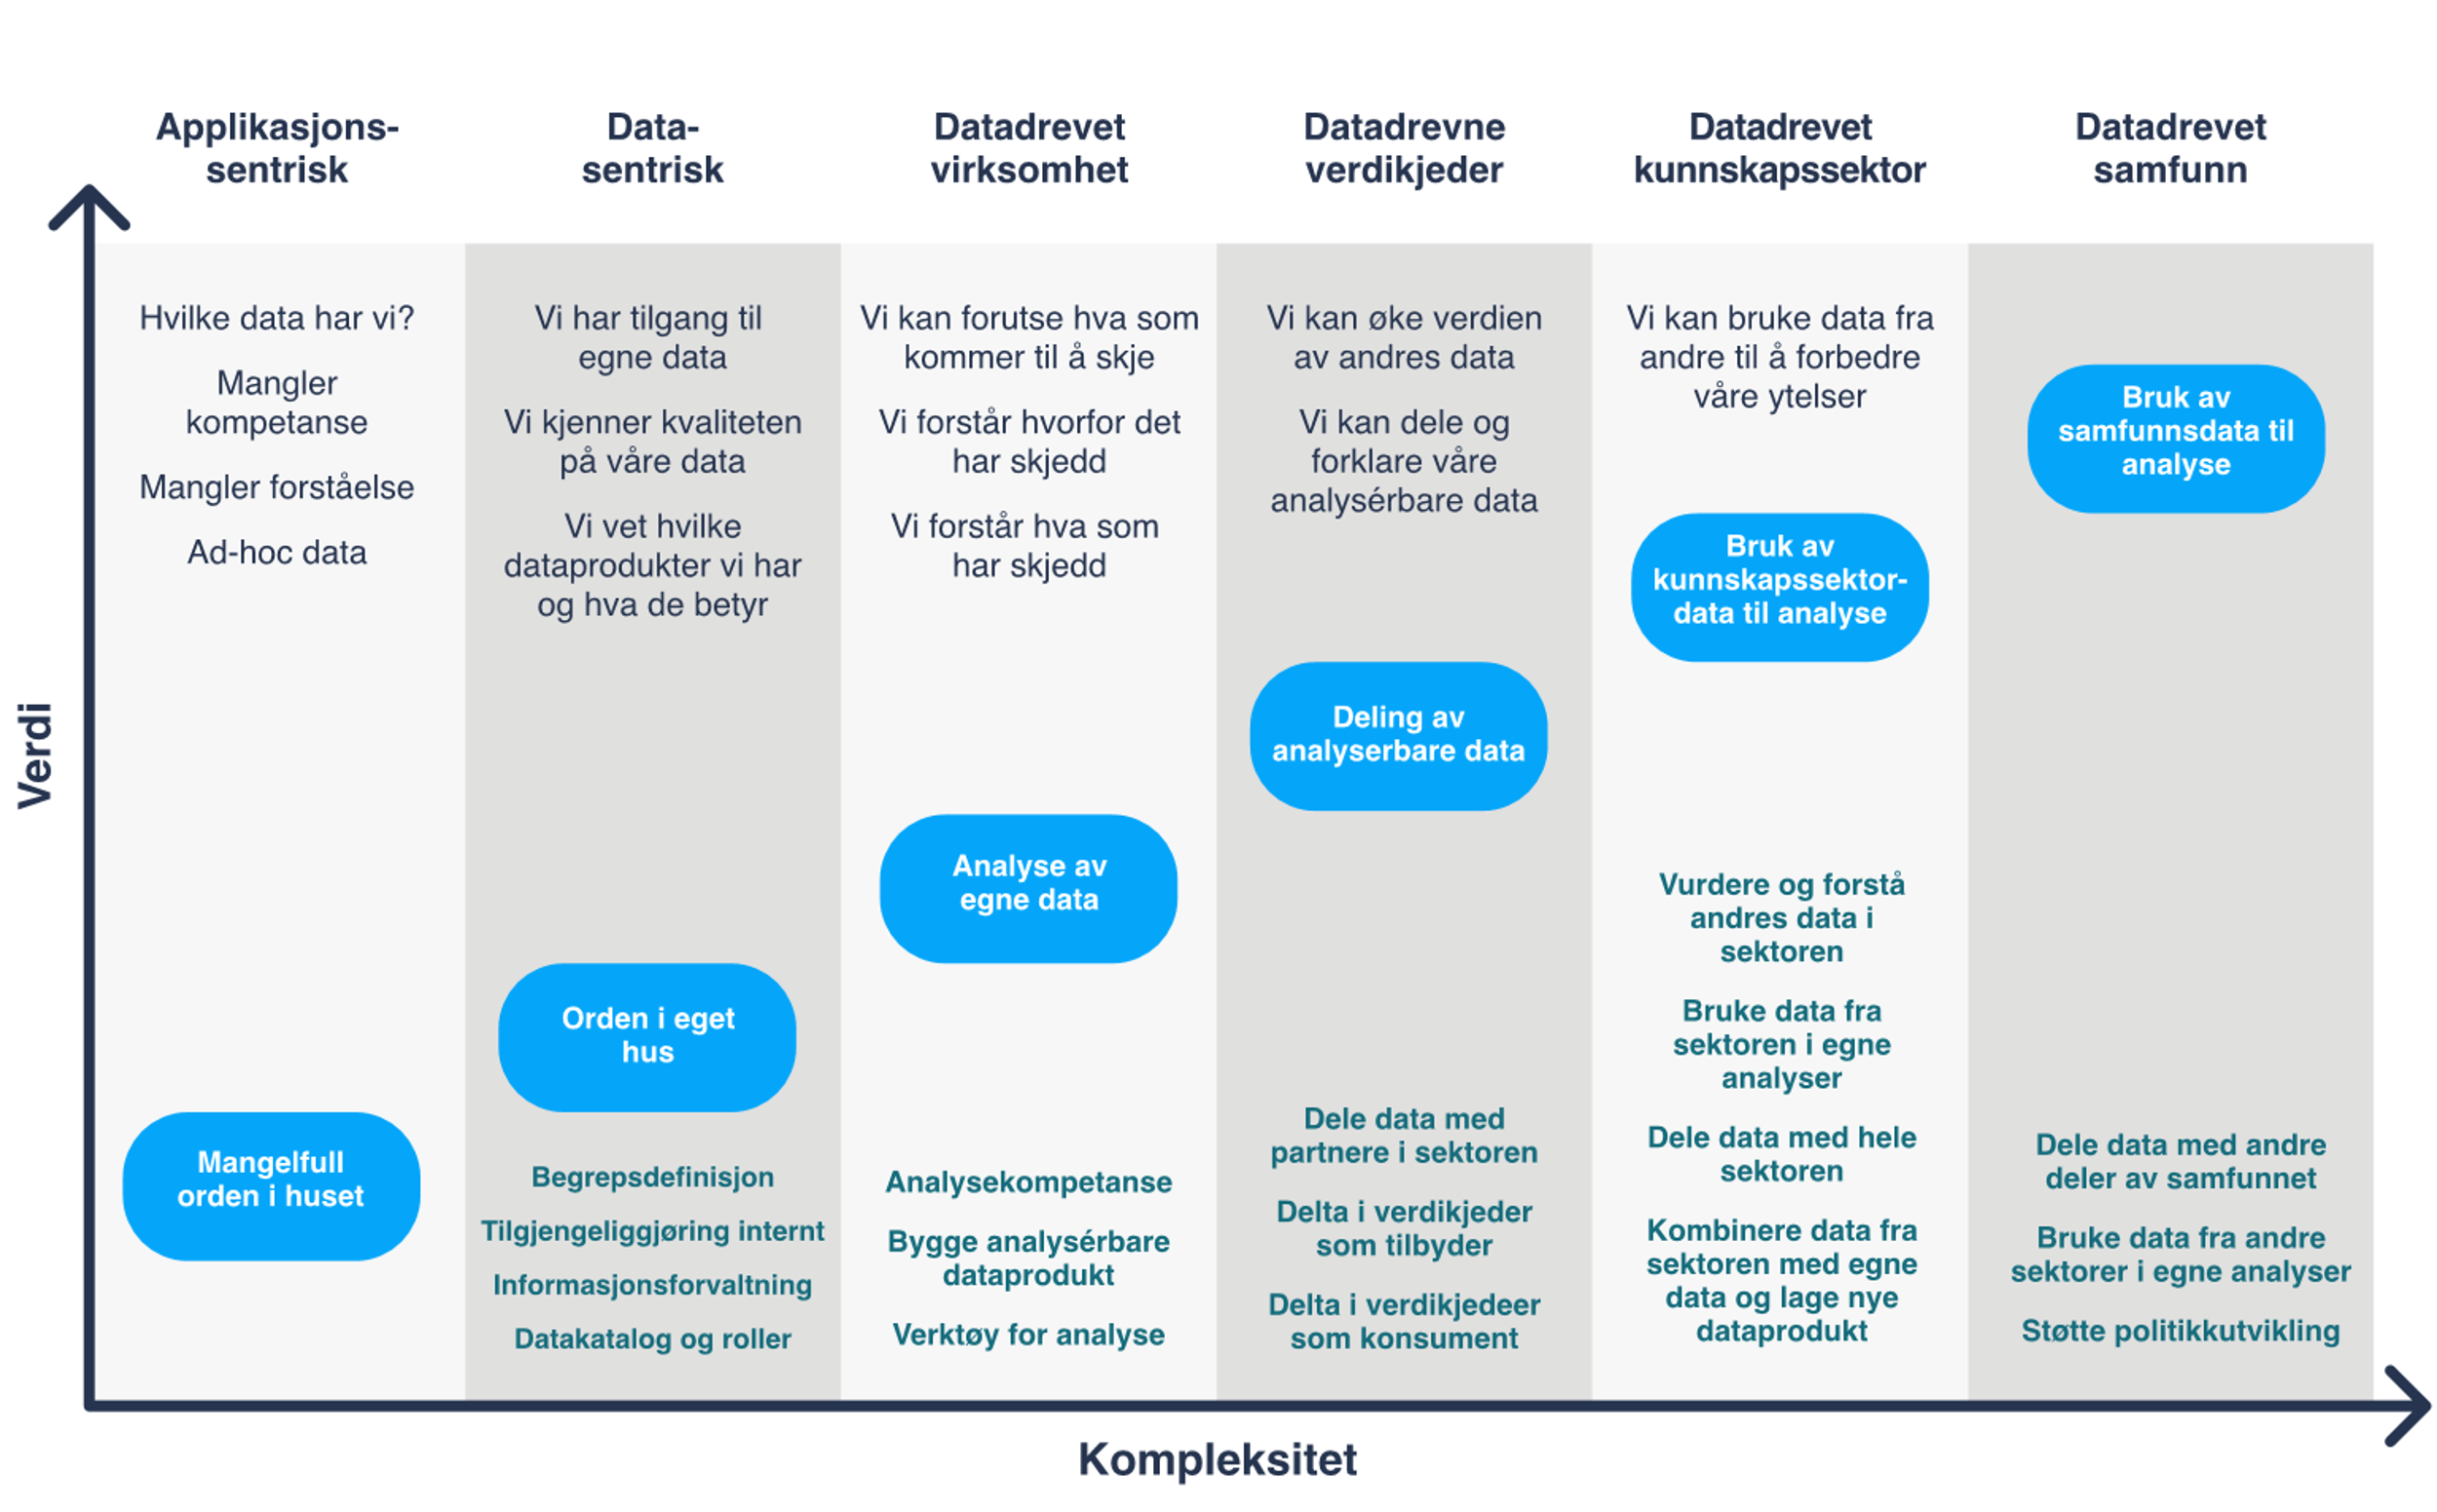 Applikasjons-
sentrisk
Data-
sentrisk
Datadrevet
virksomhet
Datadrevne
verdikjeder
Datadrevet
kunnskapssektor
Datadrevet
samfunn
Verdi
Hvilke data har vi?
Mangler
kompetanse
Mangler forståelse
Ad-hoc data
Mangelfull
orden i huset
Vi har tilgang til
egne data
Vi kjenner kvaliteten
på våre data
Vi vet hvilke
dataprodukter vi har
og hva de betyr
Orden i eget
hus
Begrepsdefinisjon
Tilgjengeliggjøring internt
Informasjonsforvaltning
Datakatalog og roller
Vi kan forutse hva som
kommer til å skje
Vi forstår hvorfor det
har skjedd
Vi forstår hva som
har skjedd
Analyse av
egne data
Analysekompetanse
Bygge analysérbare
dataprodukt
Verktøy for analyse
Vi kan øke verdien
av andres data
Vi kan dele og
forklare våre
analysérbare data
Deling av
analyserbare data
Dele data med
partnere i sektoren
Delta i verdikjeder
som tilbyder
Delta i verdikjedeer
som konsument
Vi kan bruke data fra
andre til å forbedre
våre ytelser
Bruk av
kunnskapssektor-
data til analyse
Vurdere og forstå
andres data i
sektoren
Bruke data fra
sektoren i egne
analyser
Dele data med hele
sektoren
Kombinere data fra
sektoren med egne
data og lage nye
dataprodukt
Bruk av
samfunnsdata til
analyse
Dele data med andre
deler av samfunnet
Bruke data fra andre
sektorer i egne analyser
Støtte politikkutvikling
Kompleksitet